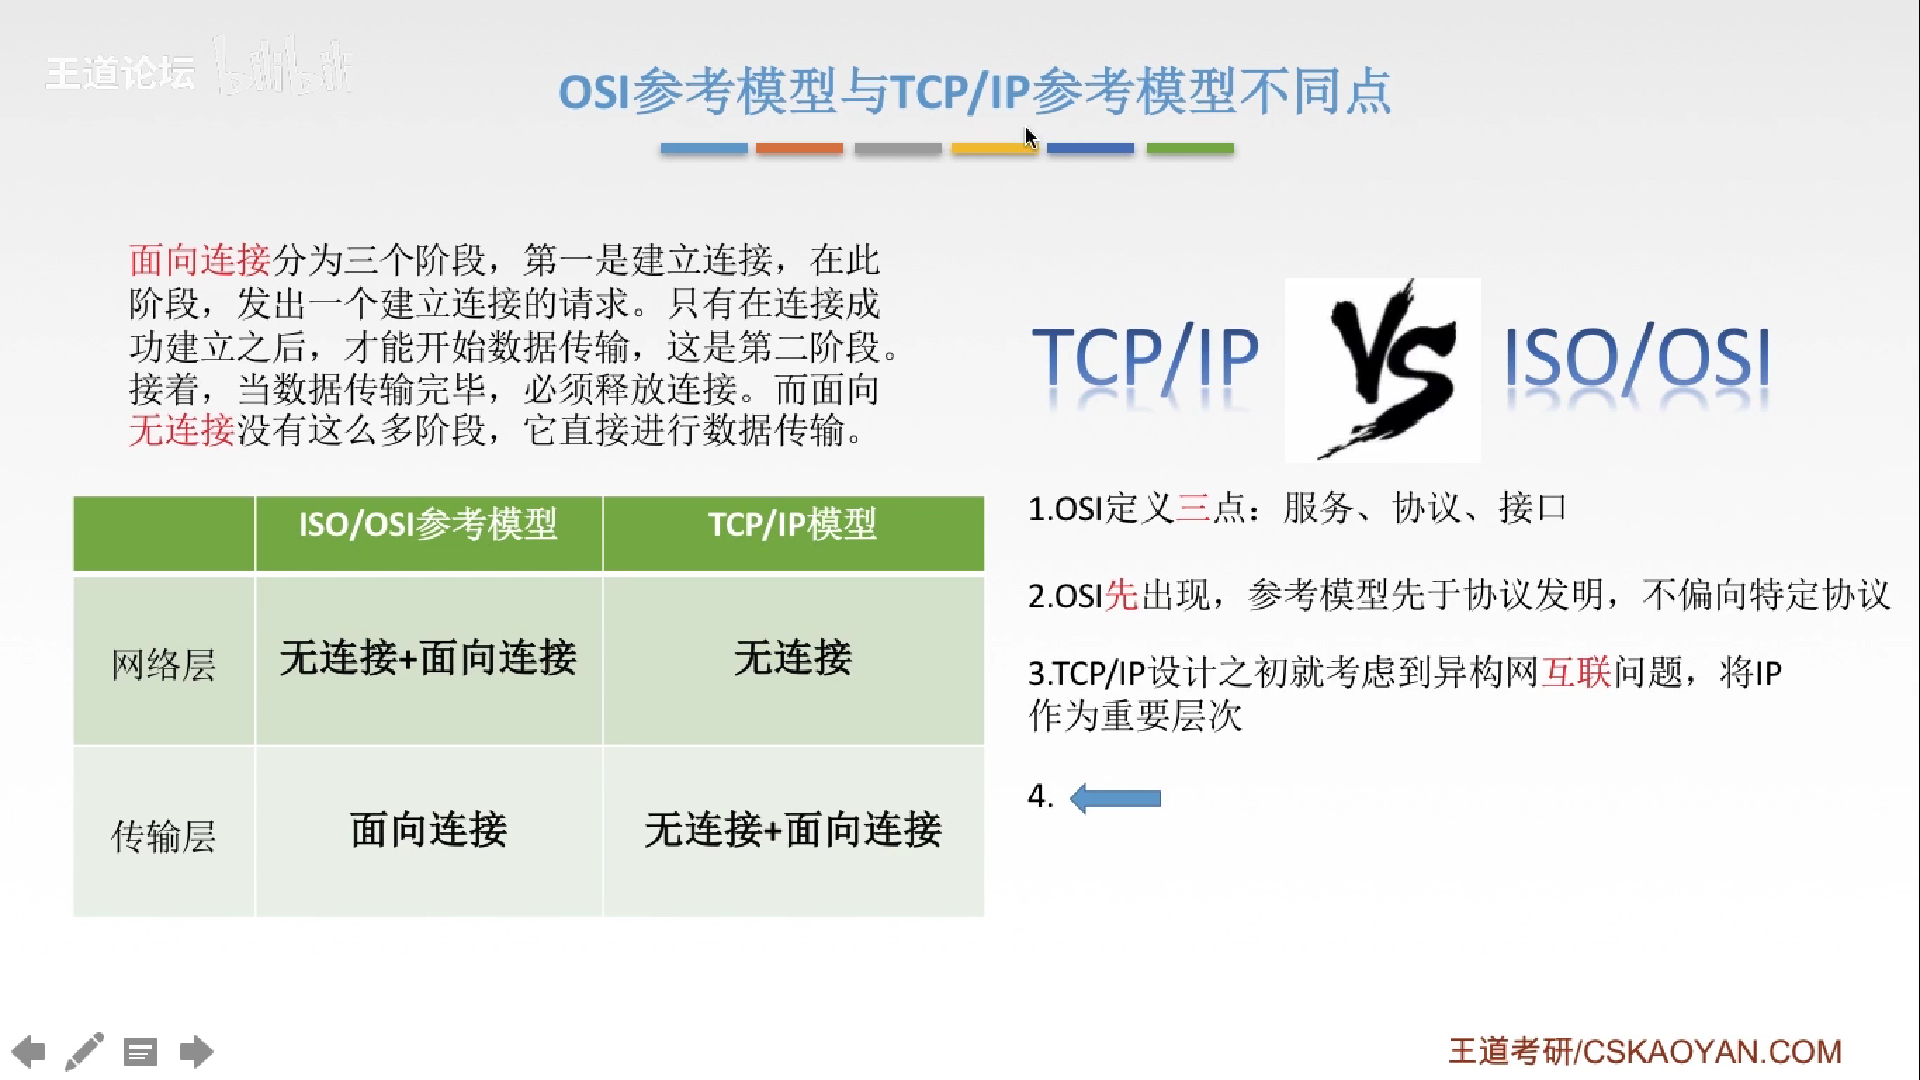 王道论坛 bilibili
OSI参考模型与TCP/IP参考模型不同点
面向连接分为三个阶段，第一是建立连接，在此
阶段，发出一个建立连接的请求。只有在连接成
功建立之后，才能开始数据传输，这是第二阶段。
接着，当数据传输完毕，必须释放连接。而面向
无连接没有这么多阶段，它直接进行数据传输。
ISO/OSI参考模型 TCP/IP模型
网络层 无连接+面向连接 无连接
传输层 面向连接 无连接+面向连接
TCP/IP VS ISO/OSI
1.OSI定义三点：服务、协议、接口
2.OSI先出现，参考模型先于协议发明，不偏向特定协议
3.TCP/IP设计之初就考虑到异构网互联问题，将IP
作为重要层次
4.
王道考研/CSKAOYAN.COM